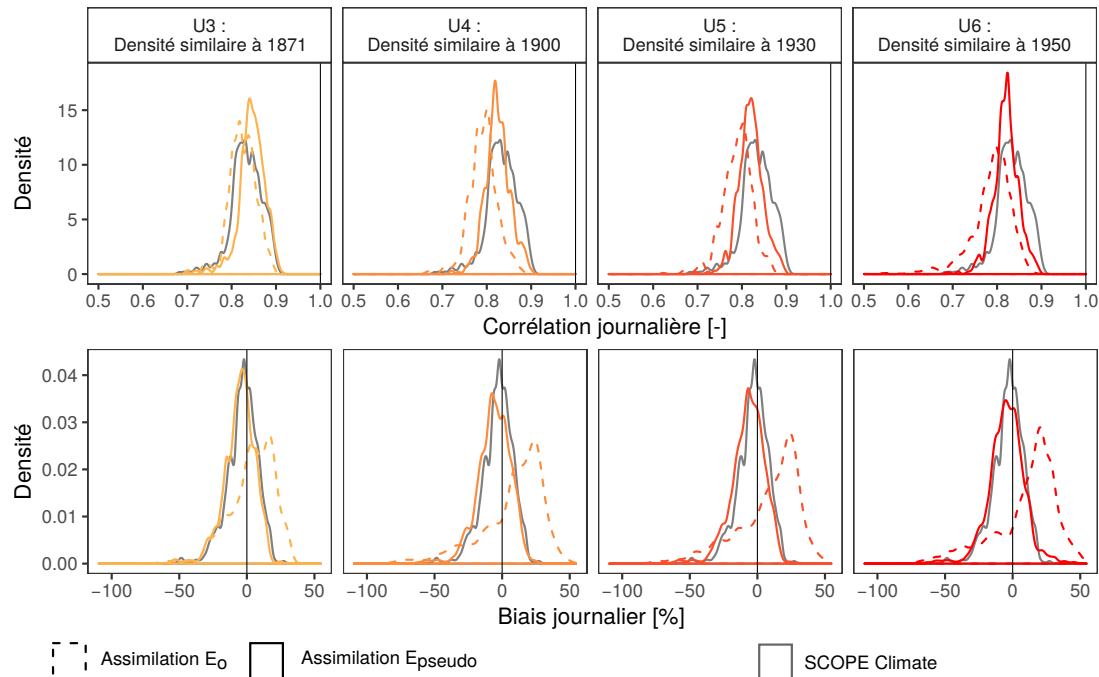 U3 : U4 : U5 : U6 :
Densité similaire à 1871 Densité similaire à 1900 Densité similaire à 1930 Densité similaire à 1950
15
10
5
0
Densité
0.5 0.6 0.7 0.8 0.9 1.0 0.5 0.6 0.7 0.8 0.9 1.0 0.5 0.6 0.7 0.8 0.9 1.0 0.5 0.6 0.7 0.8 0.9 1.0
Corrélation journalière [-]
0.04
0.03
0.02
0.01
0.00
Densité
−100 −50 0 50 −100 −50 0 50 −100 −50 0 50 −100 −50 0 50
Biais journalier [%]
Assimilation Eo Assimilation Epseudo SCOPE Climate